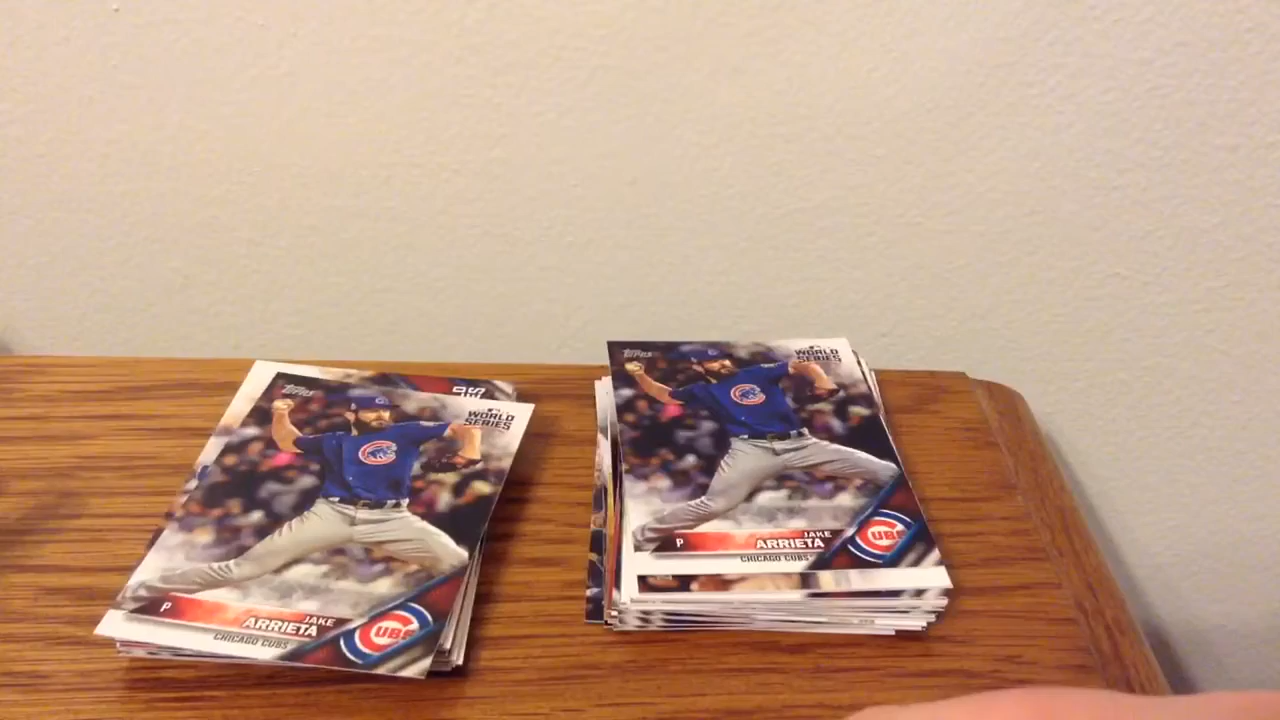 Topps
WORLD
SERIES
P
JAKE
ARRIETA
CHICAGO CUBS
CUBS
Topps
WORLD
SERIES
P
JAKE
ARRIETA
CHICAGO CUBS
CUBS